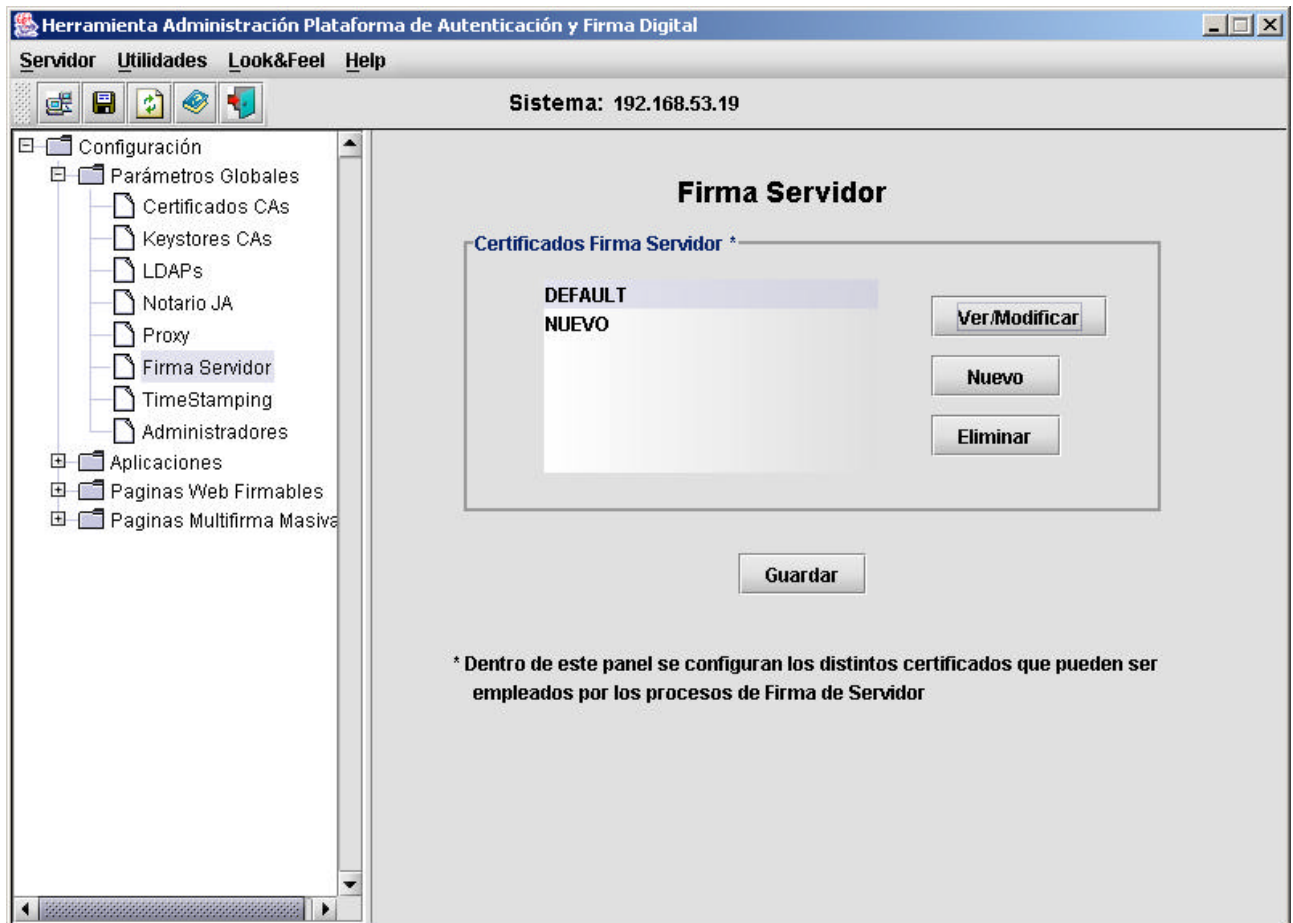 Herramienta Administración Plataforma de Autenticación y Firma Digital
Servidor Utilidades Look&Feel Help
Sistema: 192.168.53.19
Configuración
Parámetros Globales
Certificados CAs
Keystores CAs
LDAPs
Notario JA
Proxy
Firma Servidor
TimeStamping
Administradores
Aplicaciones
Paginas Web Firmables
Paginas Multifirma Masiva
Firma Servidor
Certificados Firma Servidor *
DEFAULT
NUEVO
Ver/Modificar
Nuevo
Eliminar
Guardar
* Dentro de este panel se configuran los distintos certificados que pueden ser
empleados por los procesos de Firma de Servidor